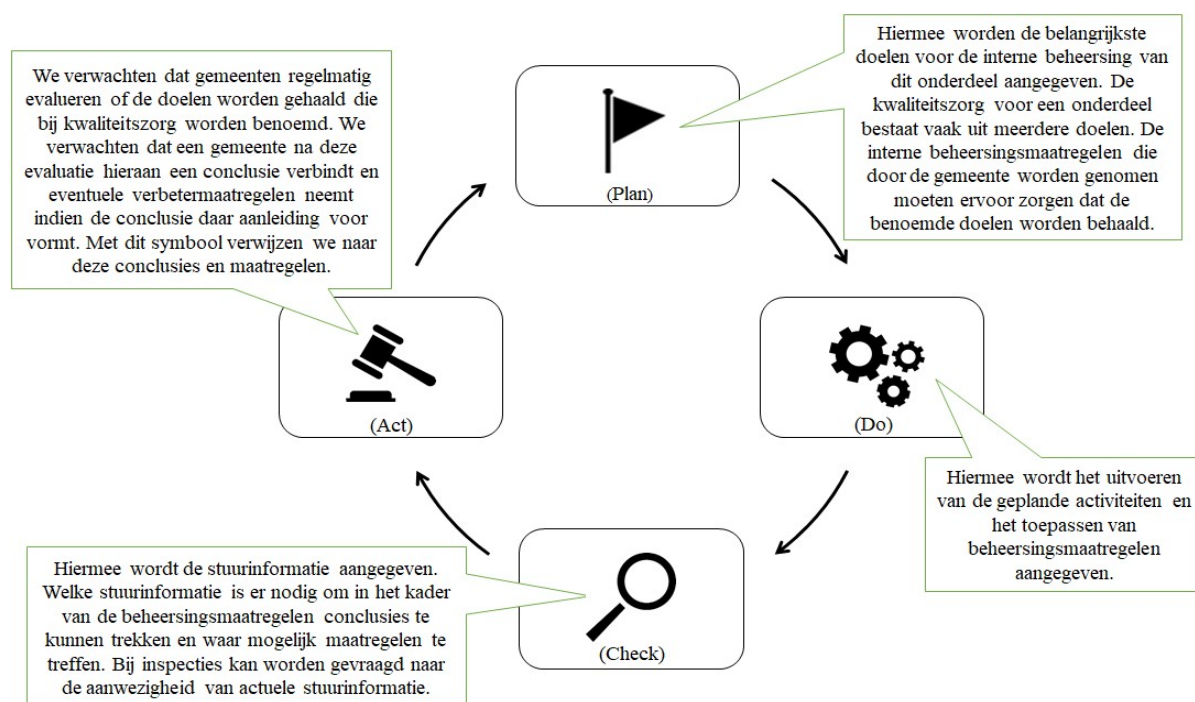 We verwachten dat gemeenten regelmatig
evalueren of de doelen worden gehaald die
bij kwaliteitszorg worden benoemd. We
verwachten dat een gemeente na deze
evaluatie hieraan een conclusie verbindt en
eventuele verbetermaatregelen neemt
indien de conclusie daar aanleiding voor
vormt. Met dit symbool verwijzen we naar
deze conclusies en maatregelen.
(Plan)
Hiermee worden de belangrijkste
doelen voor de interne beheersing van
dit onderdeel aangegeven. De
kwaliteitszorg voor een onderdeel
bestaat vaak uit meerdere doelen. De
interne beheersingsmaatregelen die
door de gemeente worden genomen
moeten ervoor zorgen dat de
benoemde doelen worden behaald.
(Act)
(Do)
Hiermee wordt het uitvoeren
van de geplande activiteiten en
het toepassen van
beheersingsmaatregelen
aangegeven.
Hiermee wordt de stuurinformatie aangegeven.
Welke stuurinformatie is er nodig om in het kader
van de beheersingsmaatregelen conclusies te
kunnen trekken en waar mogelijk maatregelen te
treffen. Bij inspecties kan worden gevraagd naar
de aanwezigheid van actuele stuurinformatie.
(Check)